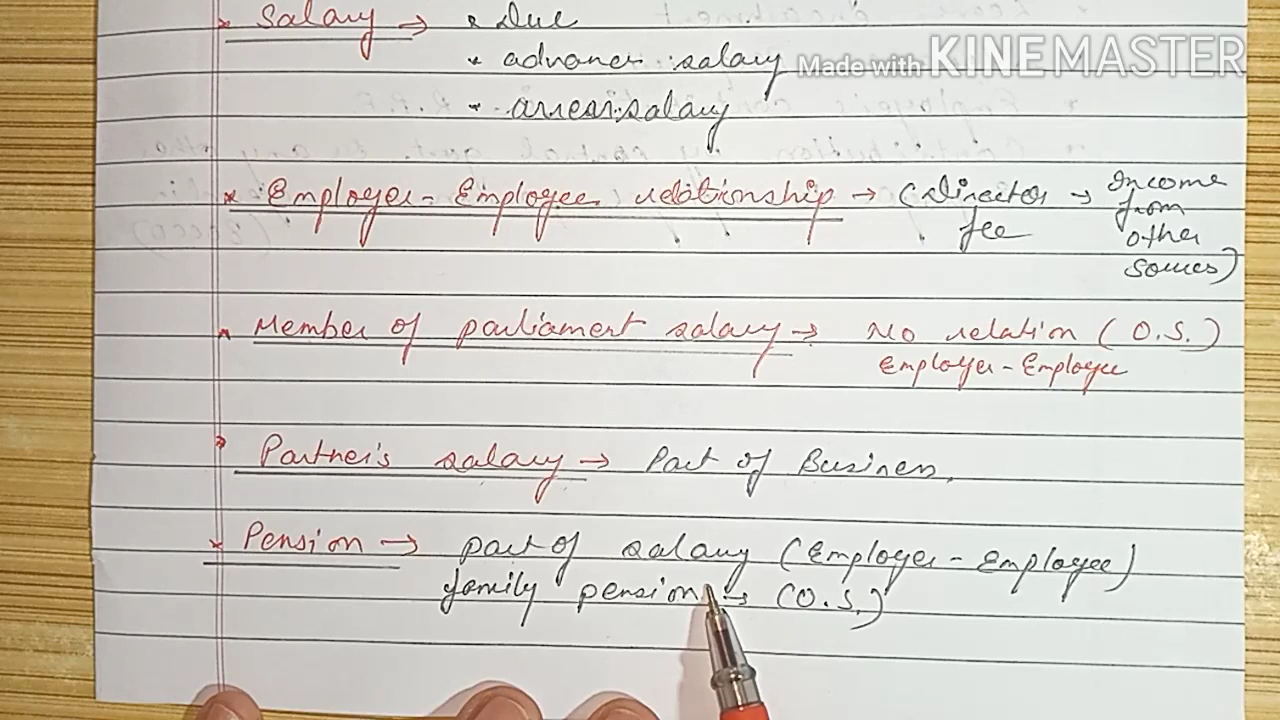 * Salary → * Due
* advance salary
Made with KINEMASTER
* arrear salary
* Employer - Employee relationship → (Director fee → Income from other sources)
* Member of parliament salary → No relation (O.S.)
Employer - Employee
* Partner's salary → Part of Business.
* Pension → part of salary (Employer - Employee)
family pension → (O.S.)